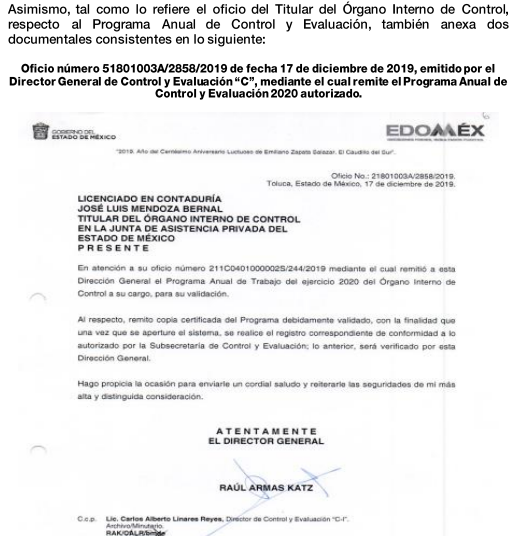 Asimismo, tal como lo refiere el oficio del Titular del Órgano Interno de Control,
respecto al Programa Anual de Control y Evaluación, también anexa dos
documentales consistentes en lo siguiente:
Oficio número 51801003A/2858/2019 de fecha 17 de diciembre de 2019, emitido por el
Director General de Control y Evaluación “C”, mediante el cual remite el Programa Anual de
Control y Evaluación 2020 autorizado.
6
GOBIERNO DEL
ESTADO DE MÉXICO
EDOMÉX
"2019. Año del Centésimo Aniversario Luctuoso de Emiliano Zapata Salazar. El Caudillo del Sur".
Oficio No.: 21801003A/2858/2019.
Toluca, Estado de México, 17 de diciembre de 2019.
LICENCIADO EN CONTADURÍA
JOSÉ LUIS MENDOZA BERNAL
TITULAR DEL ÓRGANO INTERNO DE CONTROL
EN LA JUNTA DE ASISTENCIA PRIVADA DEL
ESTADO DE MÉXICO
P R E S E N T E
En atención a su oficio número 211C0401000002S/244/2019 mediante el cual remitió a esta
Dirección General el Programa Anual de Trabajo del ejercicio 2020 del Órgano Interno de
Control a su cargo, para su validación.
Al respecto, remito copia certificada del Programa debidamente validado, con la finalidad que
una vez que se aperture el sistema, se realice el registro correspondiente de conformidad a lo
autorizado por la Subsecretaría de Control y Evaluación; lo anterior, será verificado por esta
Dirección General.
Hago propicia la ocasión para enviarle un cordial saludo y reiterarle las seguridades de mi más
alta y distinguida consideración.
A T E N T A M E N T E
EL DIRECTOR GENERAL
RAÚL ARMAS KATZ
C.c.p. Lic. Carlos Alberto Linares Reyes, Director de Control y Evaluación "C-I".
Archivo/Minutario.
RAK/CALR/bmde